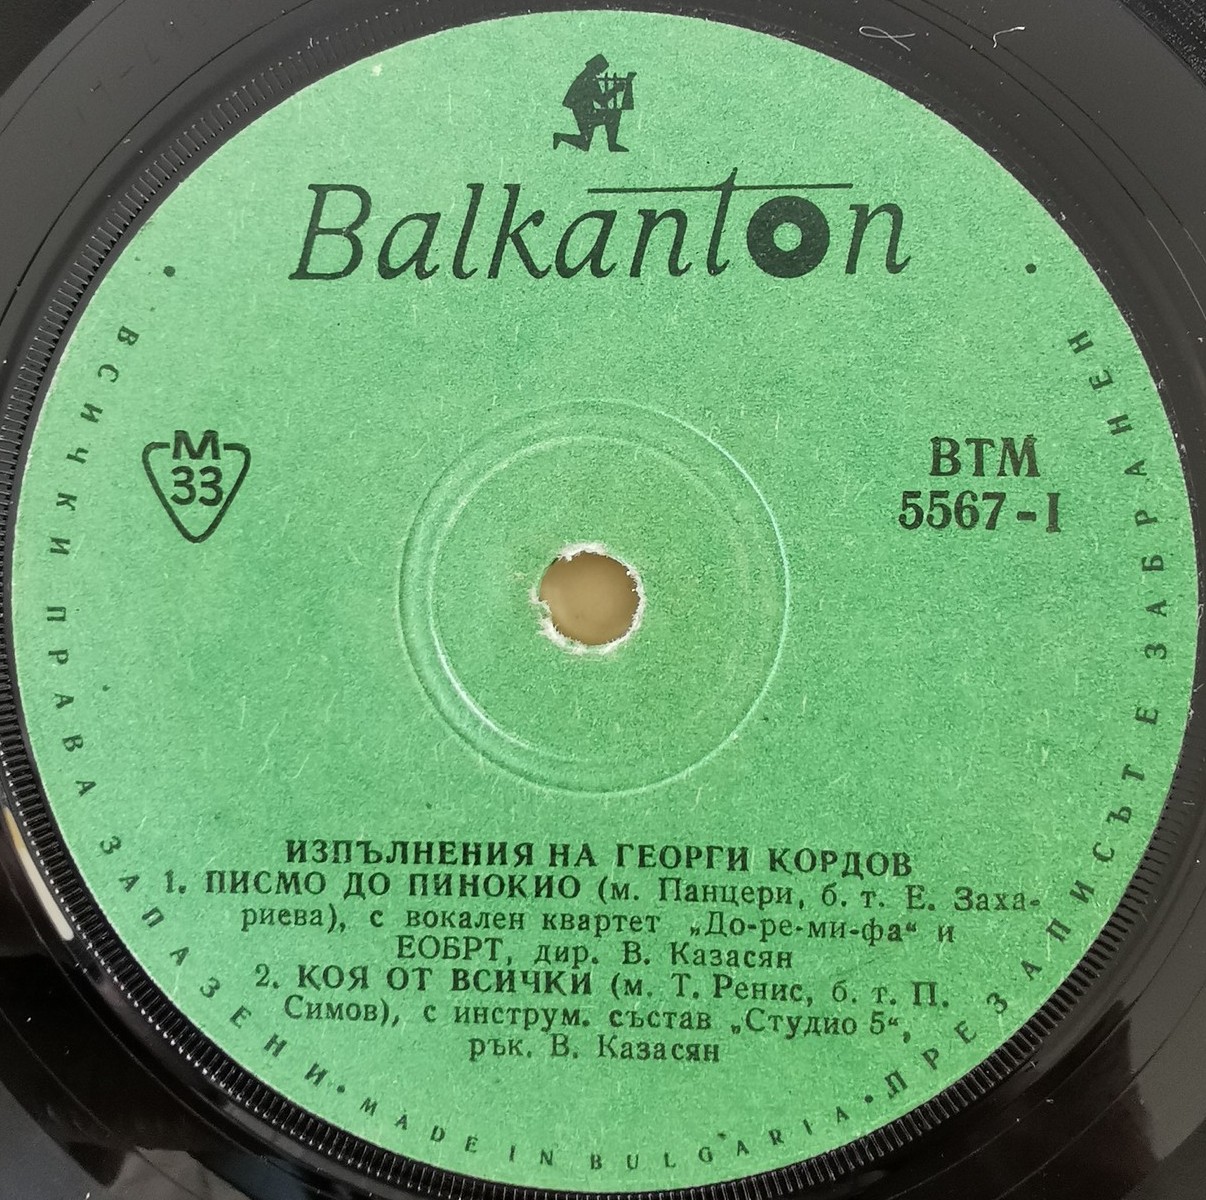 Balkanton
М
33
ВТМ
5567-I
ИЗПЪЛНЕНИЯ НА ГЕОРГИ КОРДОВ
1. ПИСМО ДО ПИНОКИО (м. Панцери, б. т. Е. Заха-
риева), с вокален квартет „До-ре-ми-фа“ и
ЕОБРТ, дир. В. Казасян
2. КОЯ ОТ ВСИЧКИ (м. Т. Ренис, б. т. П.
Симов), с инструм. състав „Студио 5“,
рък. В. Казасян
• ВСИЧКИ ПРАВА ЗАПАЗЕНИ • MADE IN BULGARIA • ПРЕЗАПИСЪТ Е ЗАБРАНЕН •